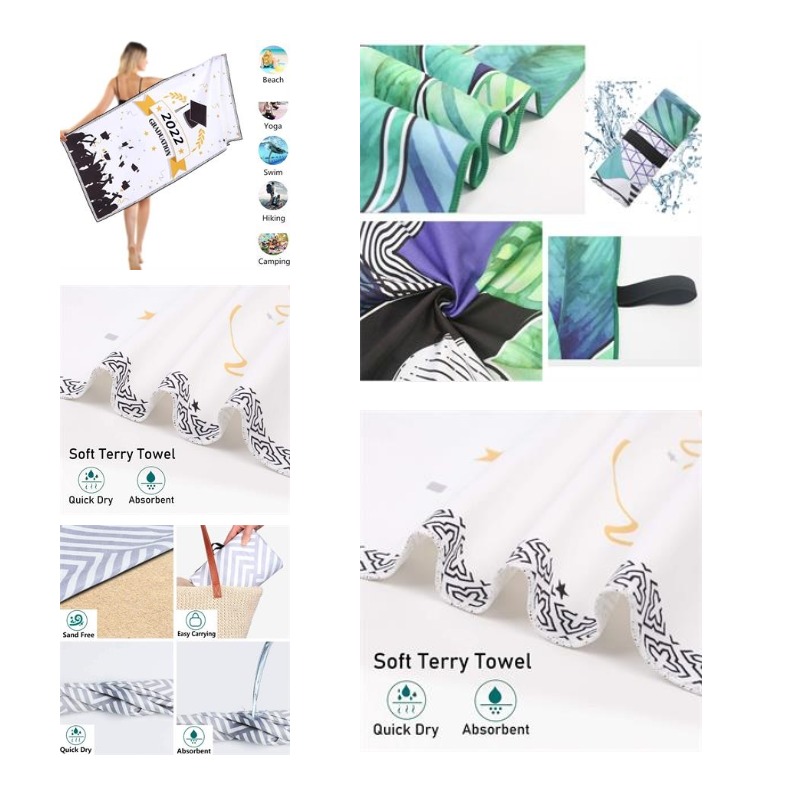 Beach
Yoga
Swim
Hiking
Camping
2022
GRADUATION
Soft Terry Towel
Quick Dry
Absorbent
Sand Free
Easy Carrying
Quick Dry
Absorbent
Soft Terry Towel
Quick Dry
Absorbent